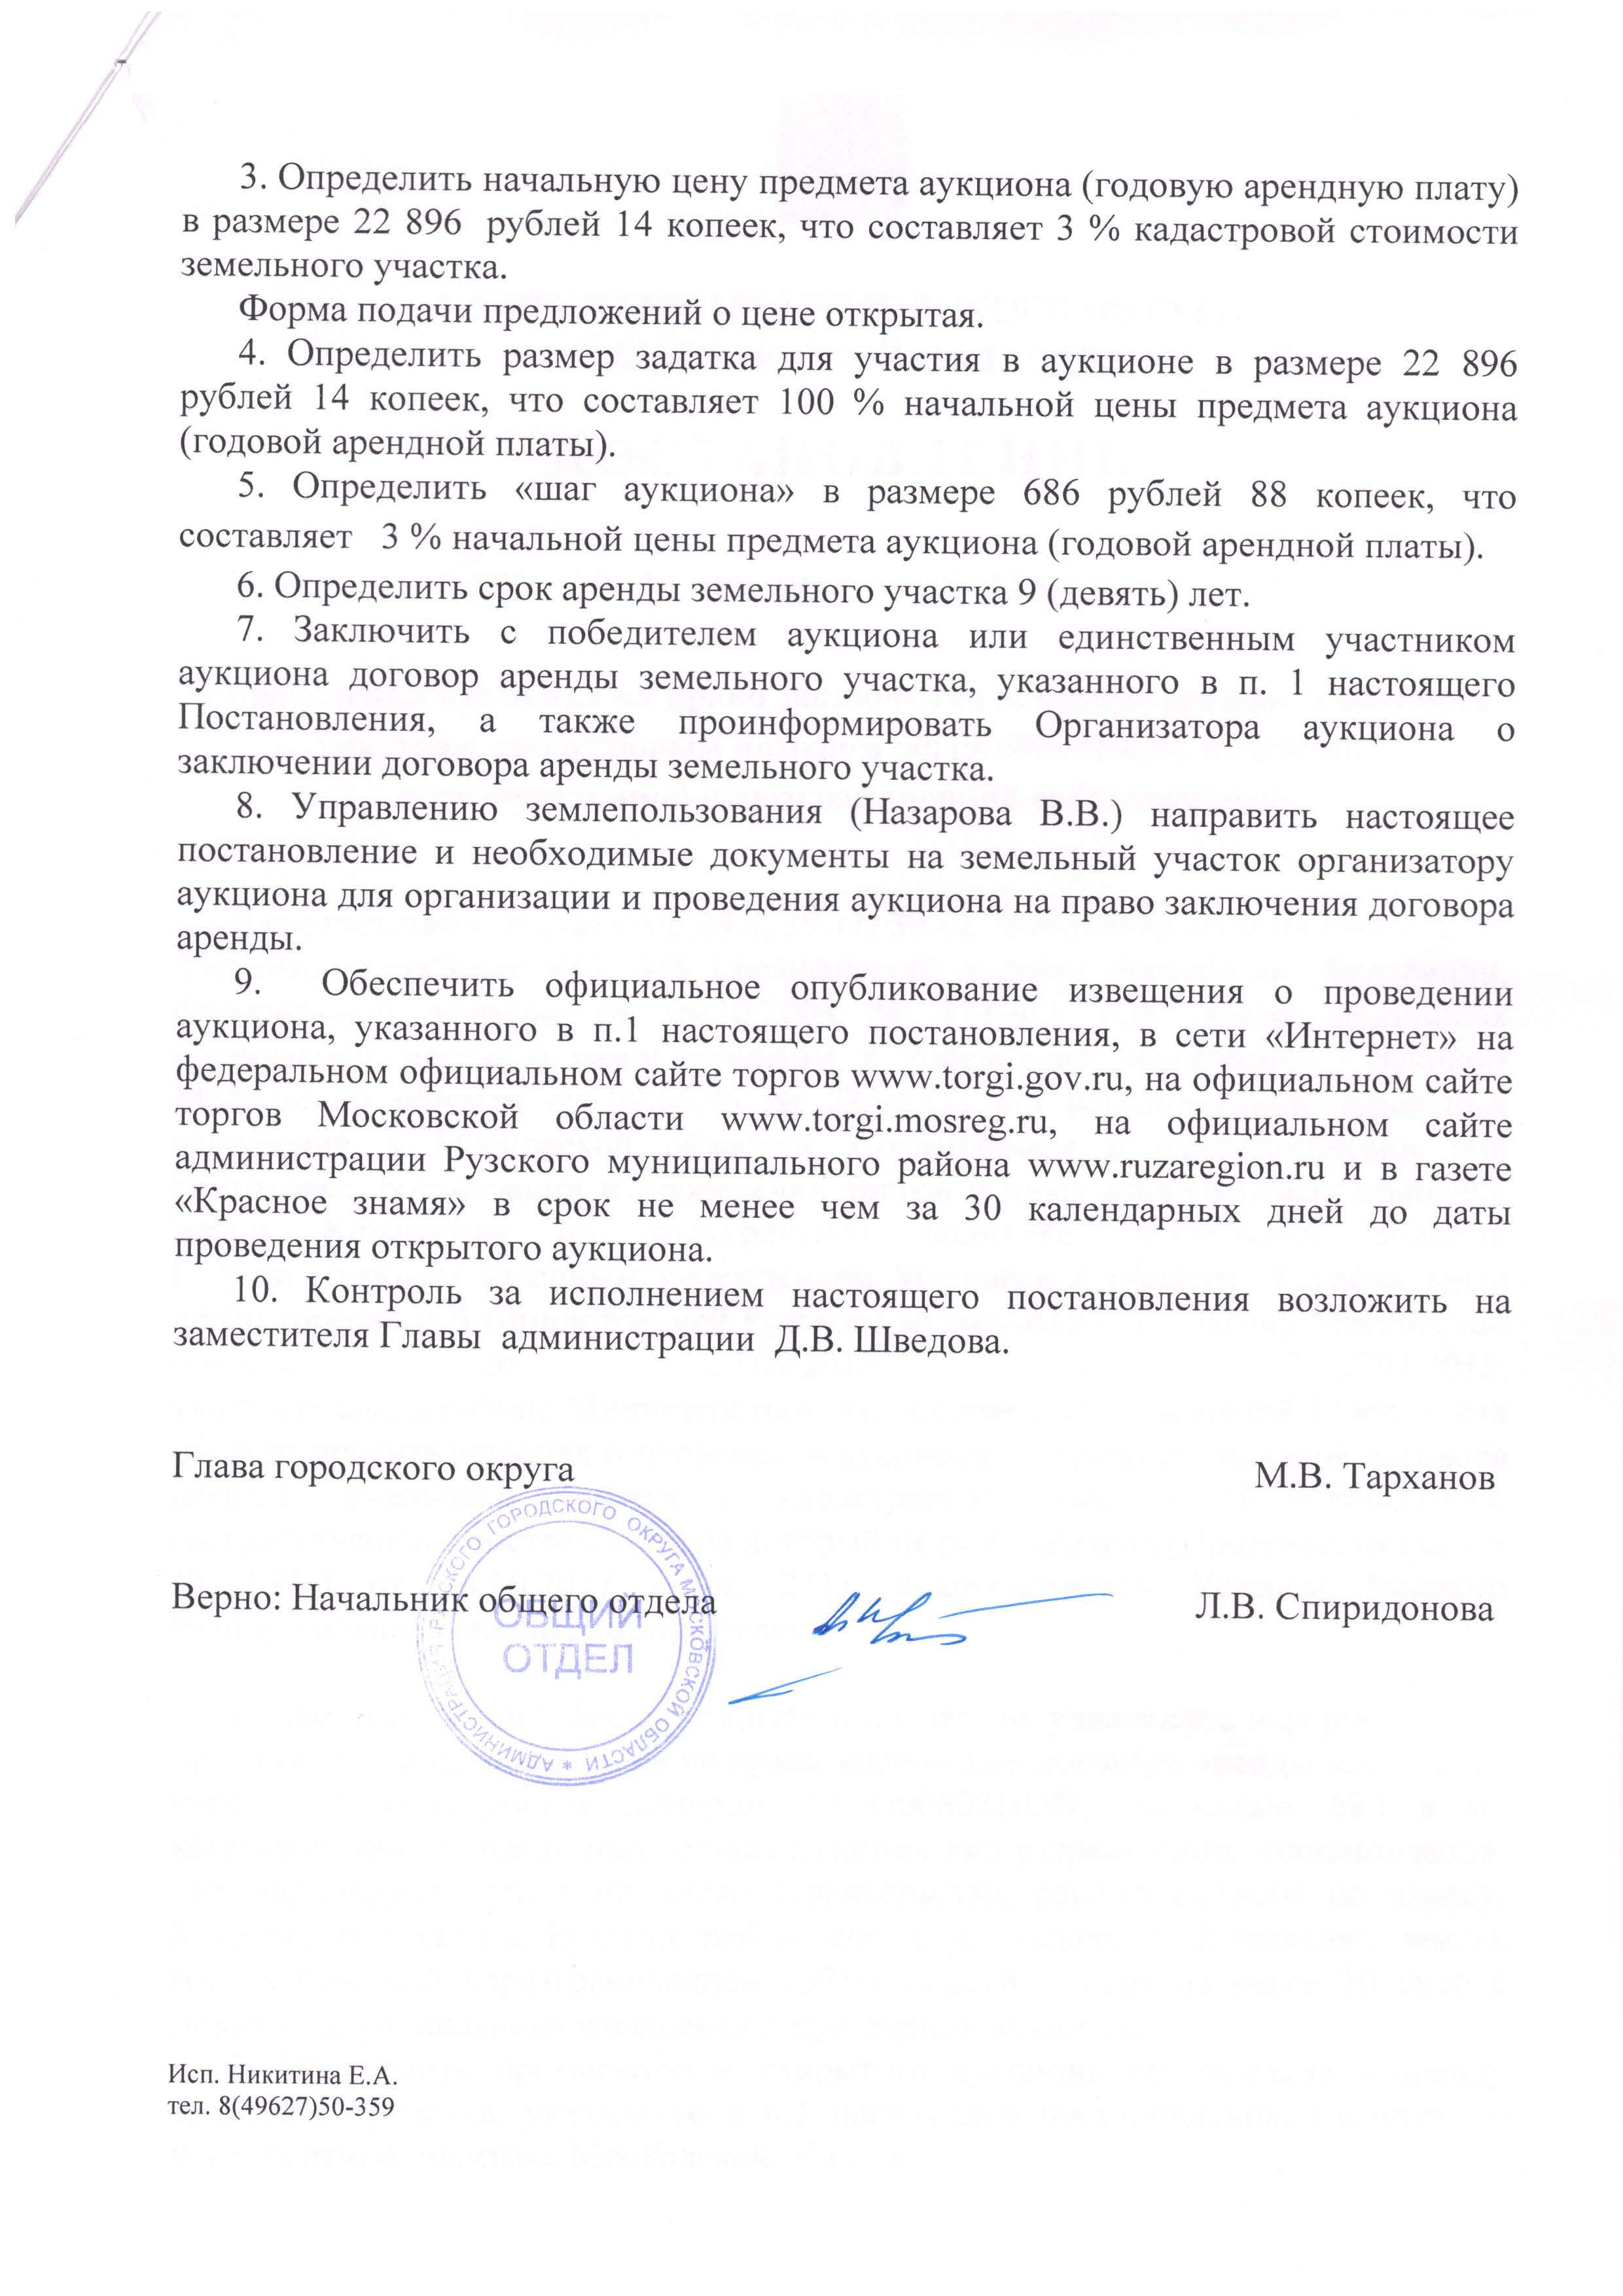 3. Определить начальную цену предмета аукциона (годовую арендную плату)
в размере 22 896 рублей 14 копеек, что составляет 3 % кадастровой стоимости
земельного участка.
Форма подачи предложений о цене открытая.
4. Определить размер задатка для участия в аукционе в размере 22 896
рублей 14 копеек, что составляет 100 % начальной цены предмета аукциона
(годовой арендной платы).
5. Определить «шаг аукциона» в размере 686 рублей 88 копеек, что
составляет 3 % начальной цены предмета аукциона (годовой арендной платы).
6. Определить срок аренды земельного участка 9 (девять) лет.
7. Заключить с победителем аукциона или единственным участником
аукциона договор аренды земельного участка, указанного в п. 1 настоящего
Постановления, а также проинформировать Организатора аукциона о
заключении договора аренды земельного участка.
8. Управлению землепользования (Назарова В.В.) направить настоящее
постановление и необходимые документы на земельный участок организатору
аукциона для организации и проведения аукциона на право заключения договора
аренды.
9. Обеспечить официальное опубликование извещения о проведении
аукциона, указанного в п.1 настоящего постановления, в сети «Интернет» на
федеральном официальном сайте торгов www.torgi.gov.ru, на официальном сайте
торгов Московской области www.torgi.mosreg.ru, на официальном сайте
администрации Рузского муниципального района www.ruzaregion.ru и в газете
«Красное знамя» в срок не менее чем за 30 календарных дней до даты
проведения открытого аукциона.
10. Контроль за исполнением настоящего постановления возложить на
заместителя Главы администрации Д.В. Шведова.
Глава городского округа М.В. Тарханов
Верно: Начальник общего отдела Л.В. Спиридонова
АДМИНИСТРАЦИЯ РУЗСКОГО ГОРОДСКОГО ОКРУГА МОСКОВСКОЙ ОБЛАСТИ *
ОБЩИЙ
ОТДЕЛ
Исп. Никитина Е.А.
тел. 8(49627)50-359